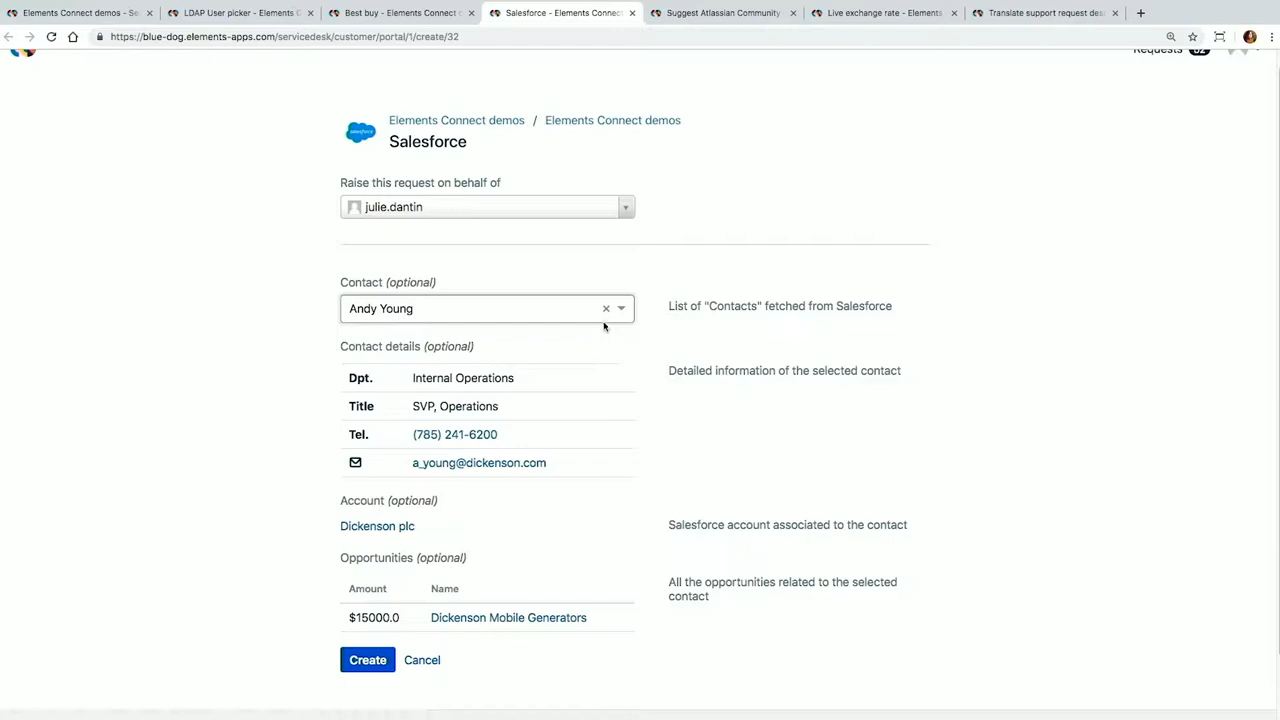 Elements Connect demos - Se
LDAP User picker - Elements C
Best buy - Elements Connect c
Salesforce - Elements Connect
Suggest Atlassian Community
Live exchange rate - Elements
Translate support request des
https://blue-dog.elements-apps.com/servicedesk/customer/portal/1/create/32
Requests
salesforce
Elements Connect demos / Elements Connect demos
Salesforce
Raise this request on behalf of
julie.dantin
Contact (optional)
Andy Young
List of "Contacts" fetched from Salesforce
Contact details (optional)
Detailed information of the selected contact
Dpt. Internal Operations
Title SVP, Operations
Tel. (785) 241-6200
a_young@dickenson.com
Account (optional)
Dickenson plc
Salesforce account associated to the contact
Opportunities (optional)
All the opportunities related to the selected
contact
Amount Name
$15000.0 Dickenson Mobile Generators
Create Cancel